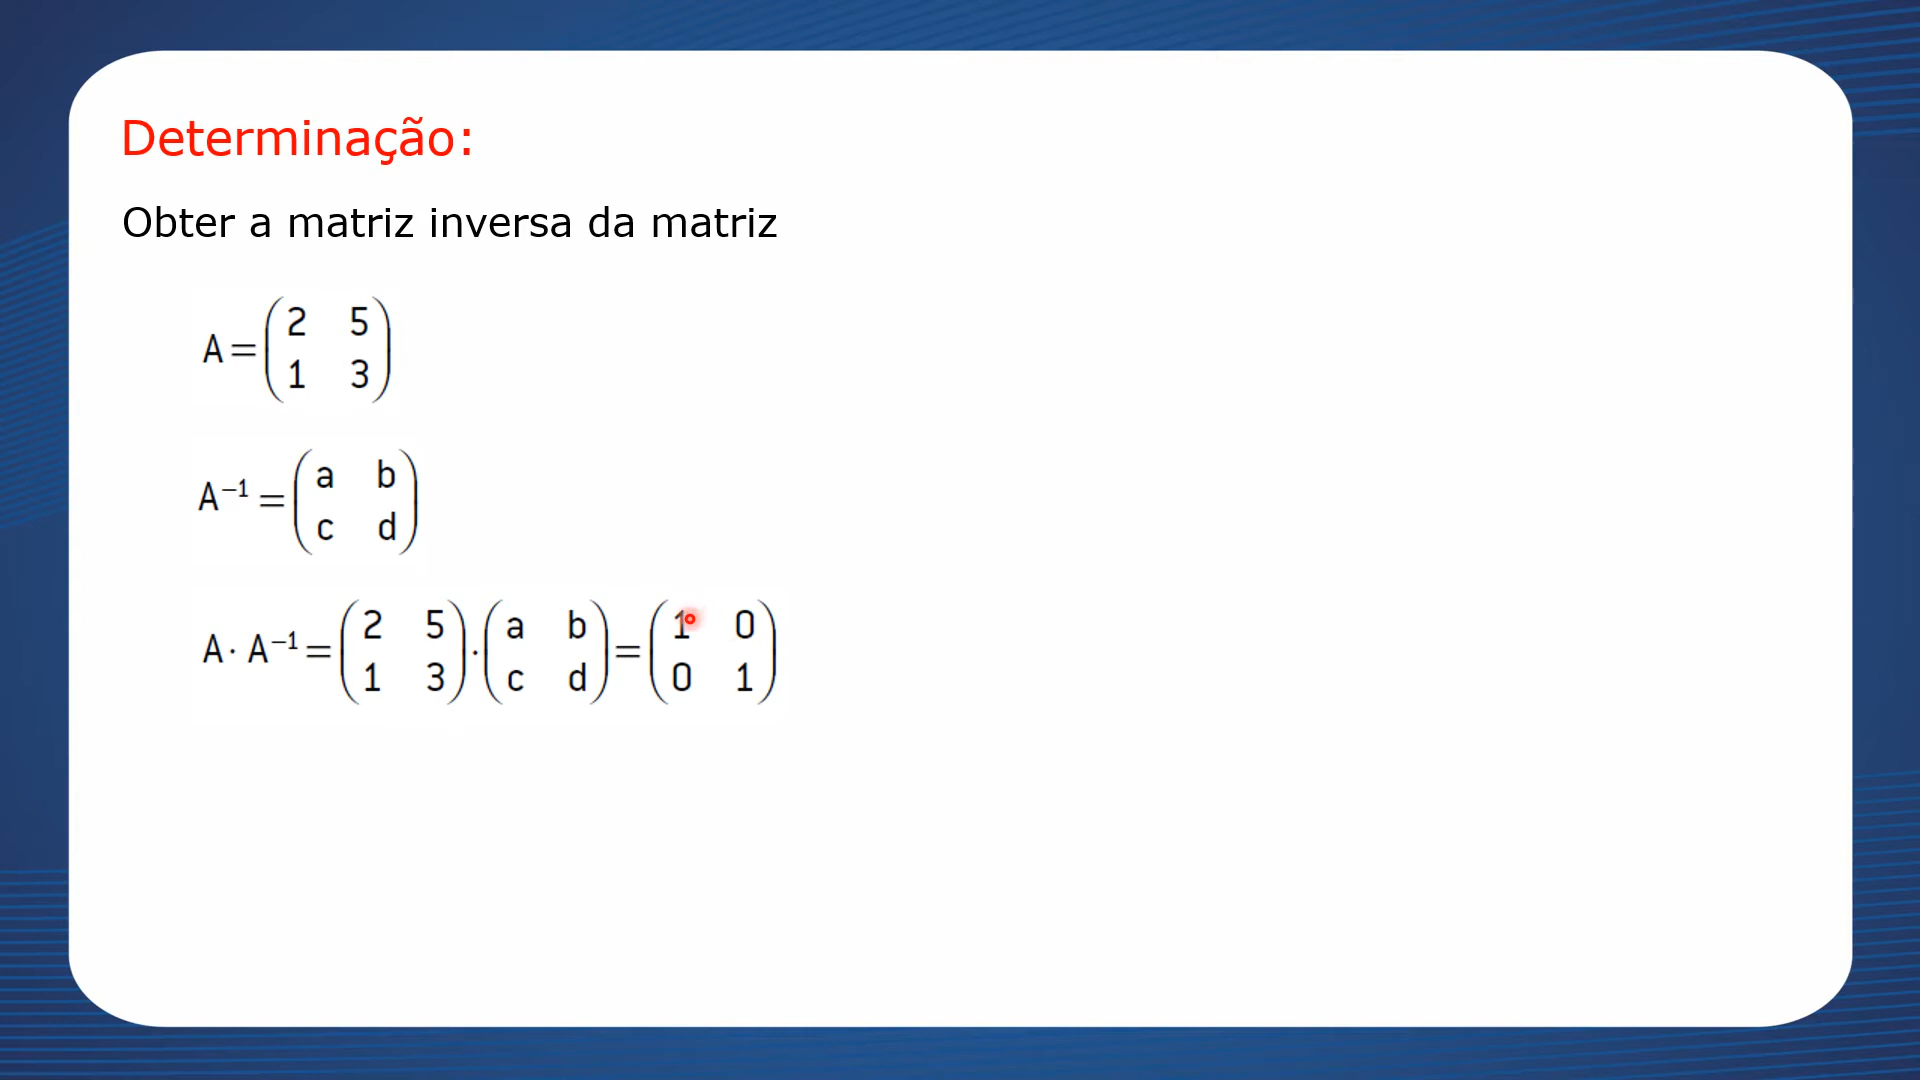 Determinação:
Obter a matriz inversa da matriz
A = ( 2 5
1 3 )
A⁻¹ = ( a b
c d )
A · A⁻¹ = ( 2 5
1 3 ) · ( a b
c d ) = ( 1 0
0 1 )